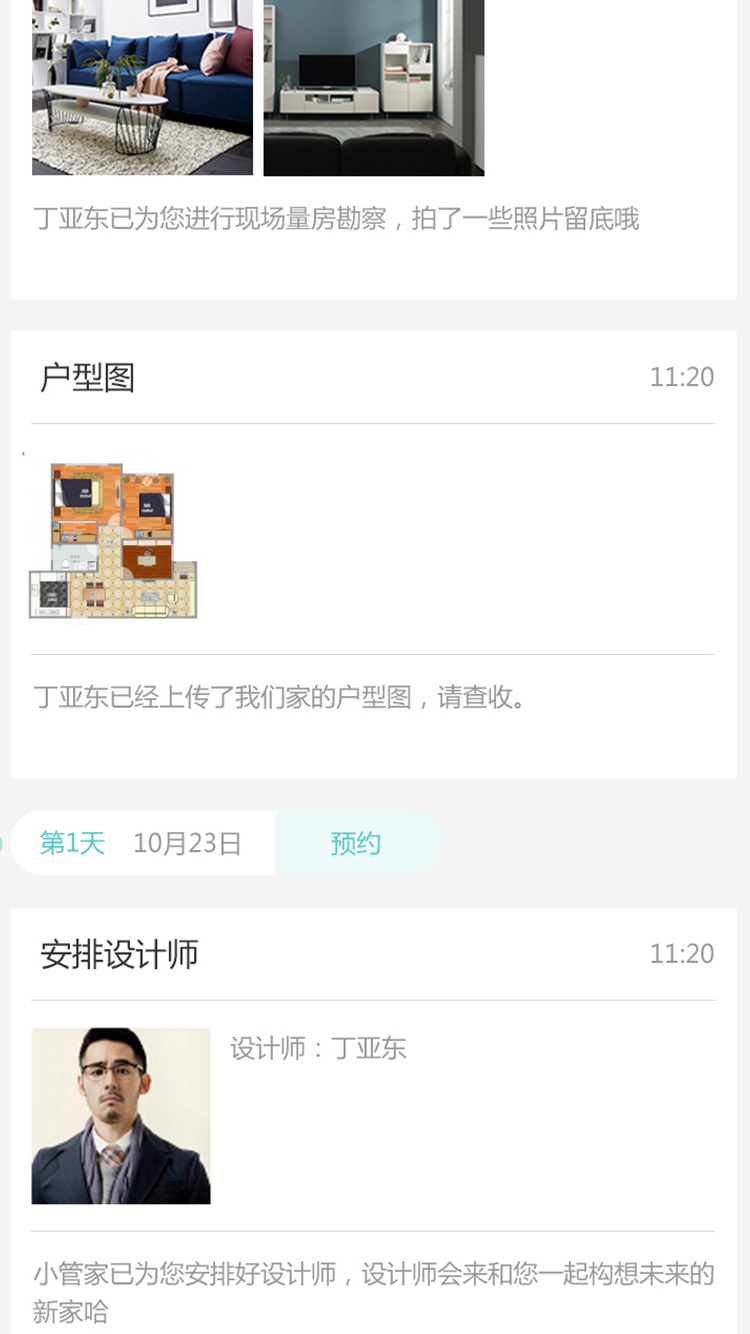 丁亚东已为您进行现场量房勘察，拍了一些照片留底哦
户型图
11:20
丁亚东已经上传了我们家的户型图，请查收。
第1天
10月23日
预约
安排设计师
11:20
设计师：丁亚东
小管家已为您安排好设计师，设计师会来和您一起构想未来的
新家哈